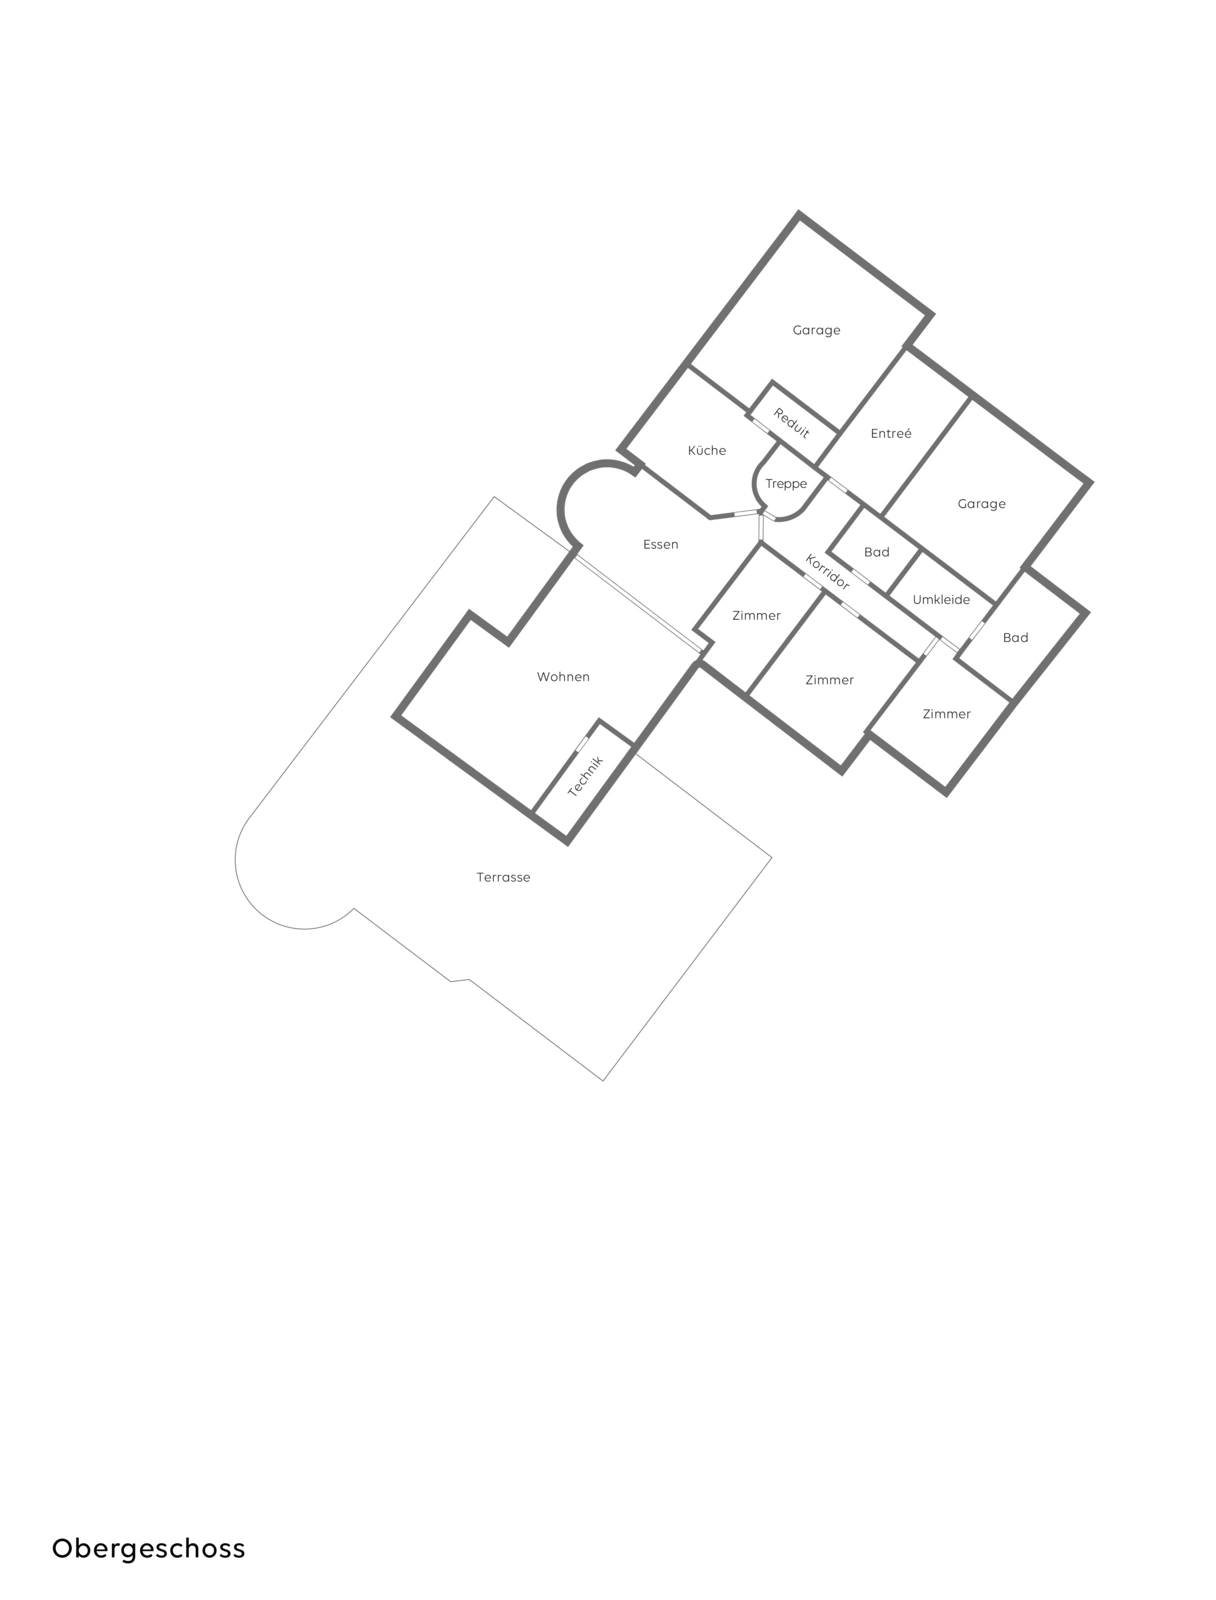 Garage
Reduit
Entreé
Küche
Treppe
Garage
Essen
Bad
Korridor
Umkleide
Zimmer
Bad
Wohnen
Zimmer
Zimmer
Technik
Terrasse
Obergeschoss